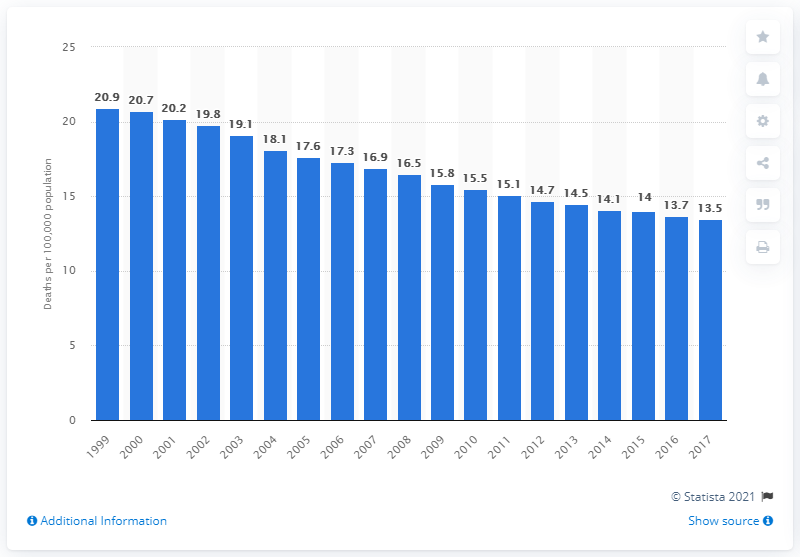 25
20
15
10
5
0
Deaths per 100,000 population
20.9 20.7 20.2 19.8 19.1 18.1 17.6 17.3 16.9 16.5 15.8 15.5 15.1 14.7 14.5 14.1 14 13.7 13.5
1999 2000 2001 2002 2003 2004 2005 2006 2007 2008 2009 2010 2011 2012 2013 2014 2015 2016 2017
© Statista 2021
Additional Information
Show source